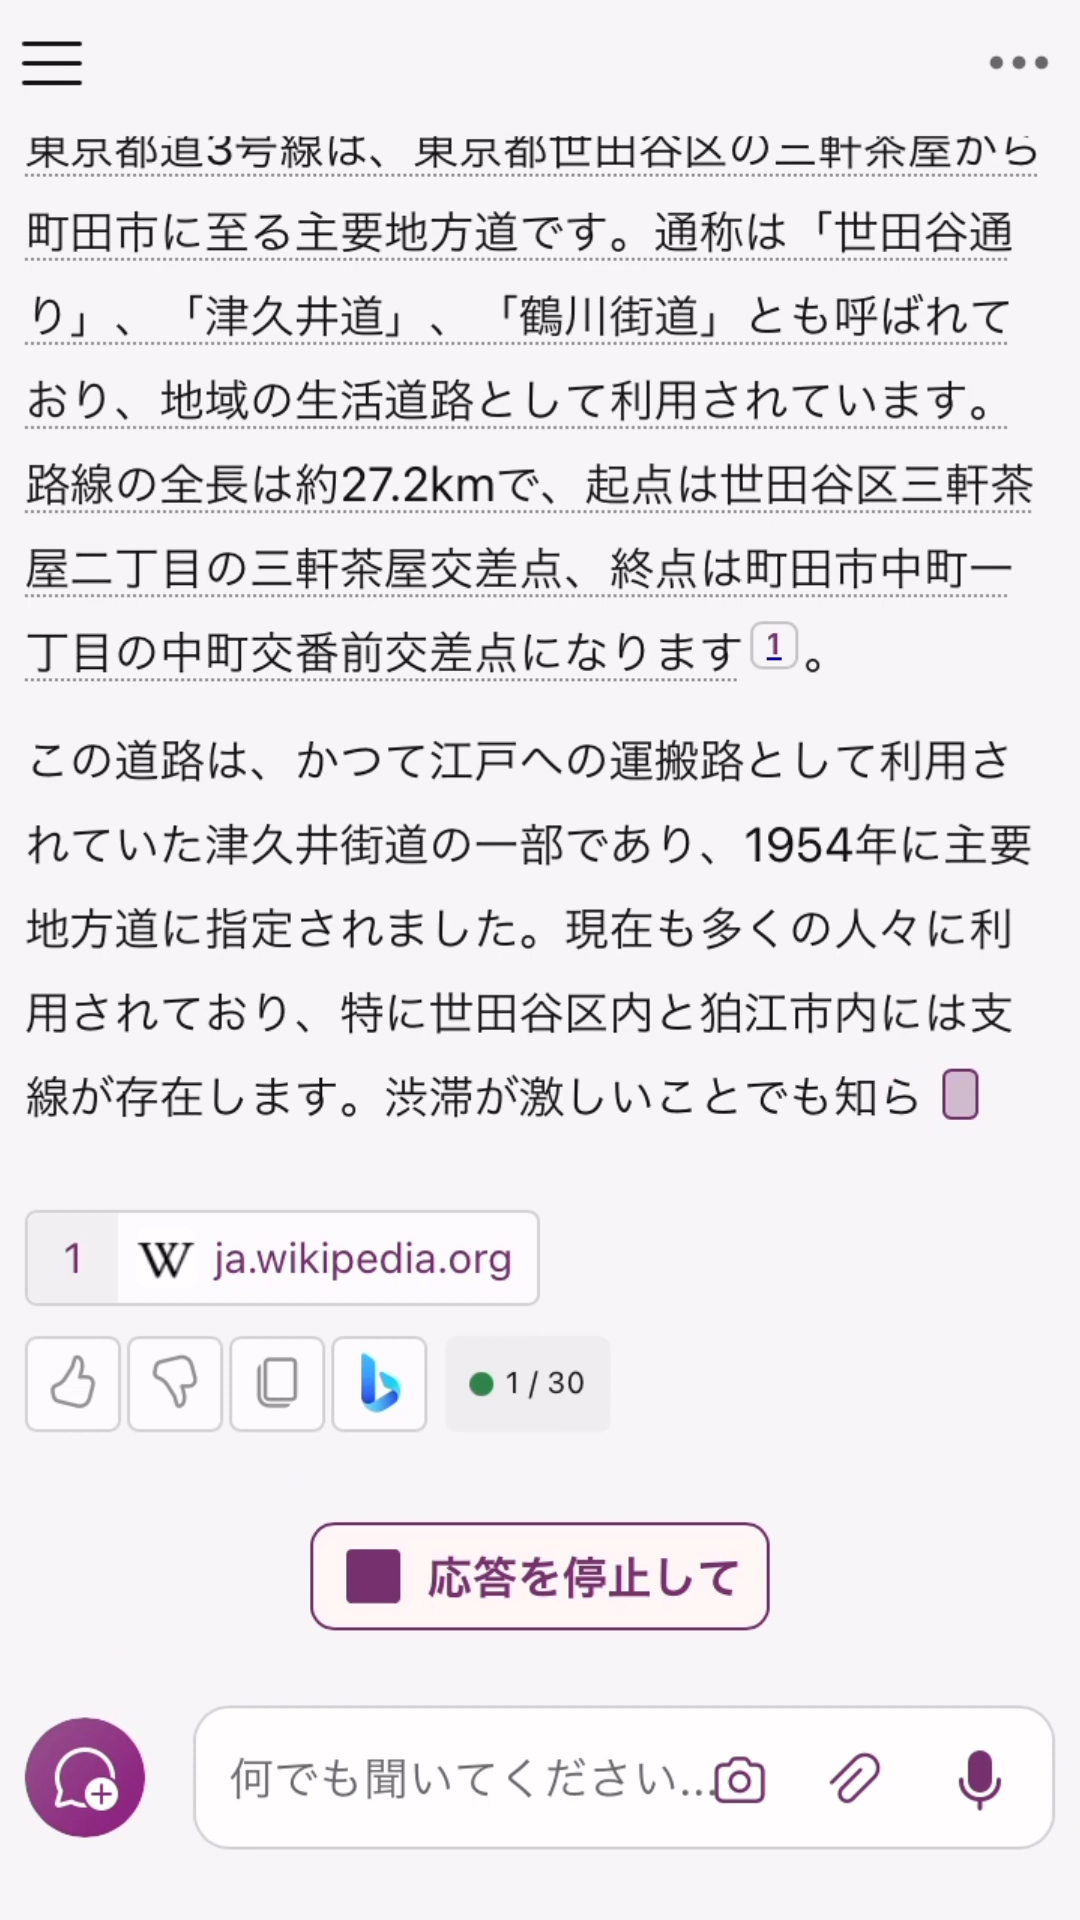 東京都道3号線は、東京都世田谷区の三軒茶屋から
町田市に至る主要地方道です。通称は「世田谷通
り」、「津久井道」、「鶴川街道」とも呼ばれて
おり、地域の生活道路として利用されています。
路線の全長は約27.2kmで、起点は世田谷区三軒茶
屋二丁目の三軒茶屋交差点、終点は町田市中町一
丁目の中町交番前交差点になります1。
この道路は、かつて江戸への運搬路として利用さ
れていた津久井街道の一部であり、1954年に主要
地方道に指定されました。現在も多くの人々に利
用されており、特に世田谷区内と狛江市内には支
線が存在します。渋滞が激しいことでも知ら
1 W ja.wikipedia.org
1 / 30
応答を停止して
何でも聞いてください...